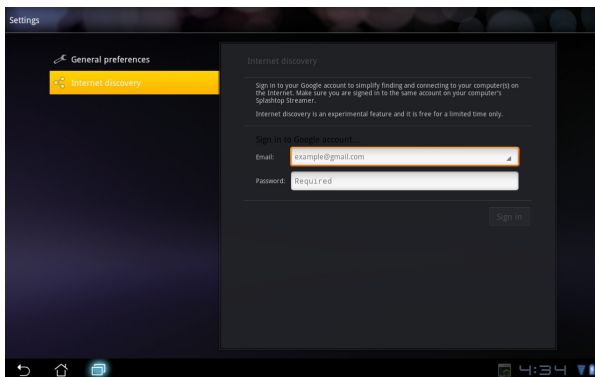 Settings
General preferences
Internet discovery
Internet discovery
Sign in to your Google account to simplify finding and connecting to your computer(s) on
the Internet. Make sure you are signed in to the same account on your computer's
Splashtop Streamer.
Internet discovery is an experimental feature and it is free for a limited time only.
Sign in to Google account...
Email: example@gmail.com
Password: Required
Sign in
4:34